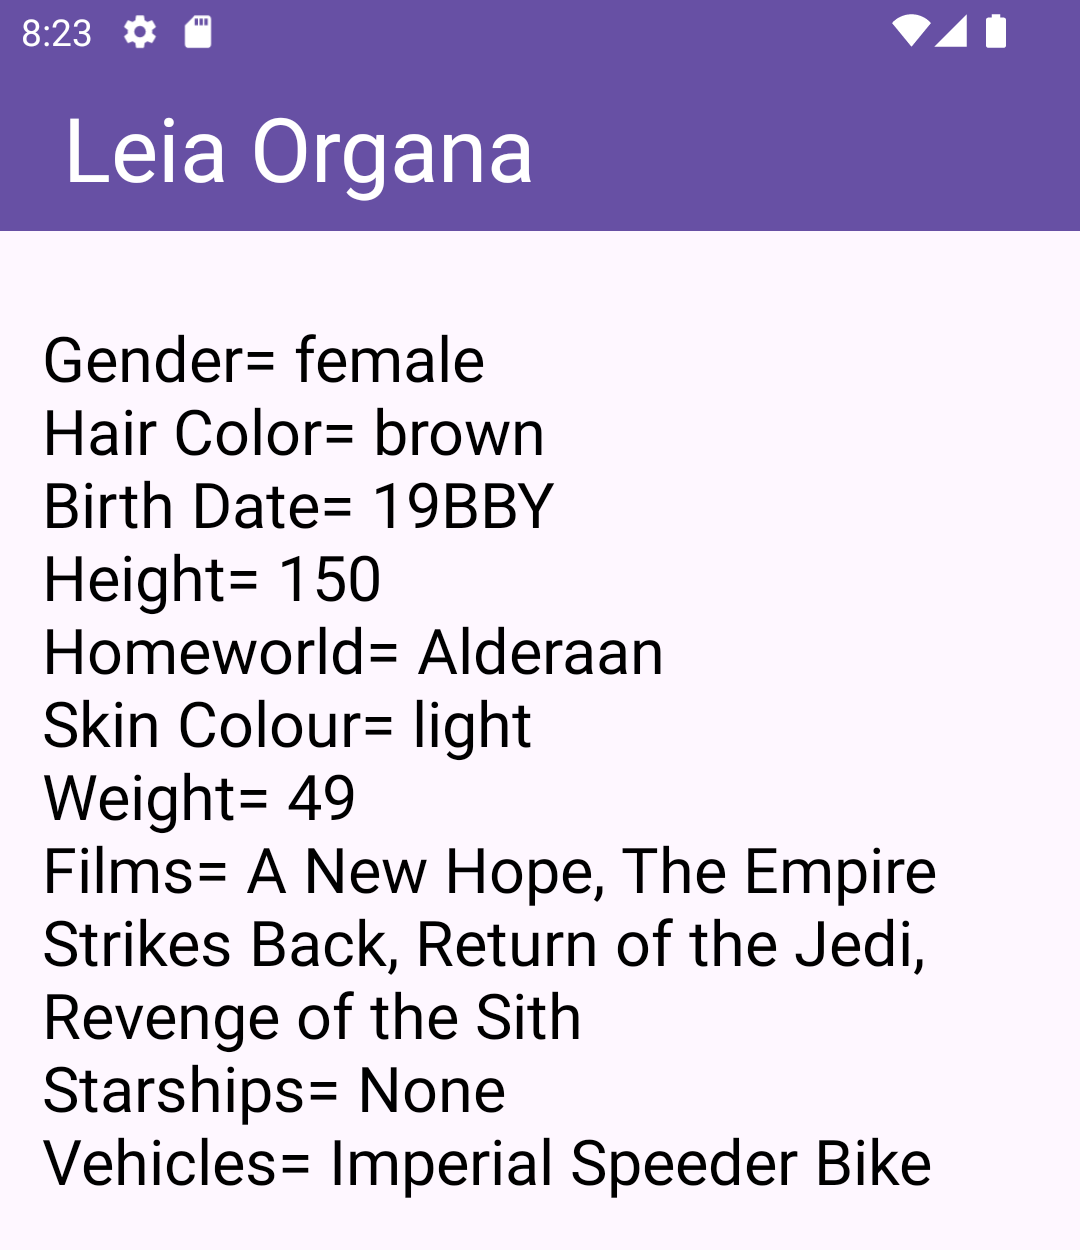 8:23
Leia Organa
Gender= female
Hair Color= brown
Birth Date= 19BBY
Height= 150
Homeworld= Alderaan
Skin Colour= light
Weight= 49
Films= A New Hope, The Empire
Strikes Back, Return of the Jedi,
Revenge of the Sith
Starships= None
Vehicles= Imperial Speeder Bike